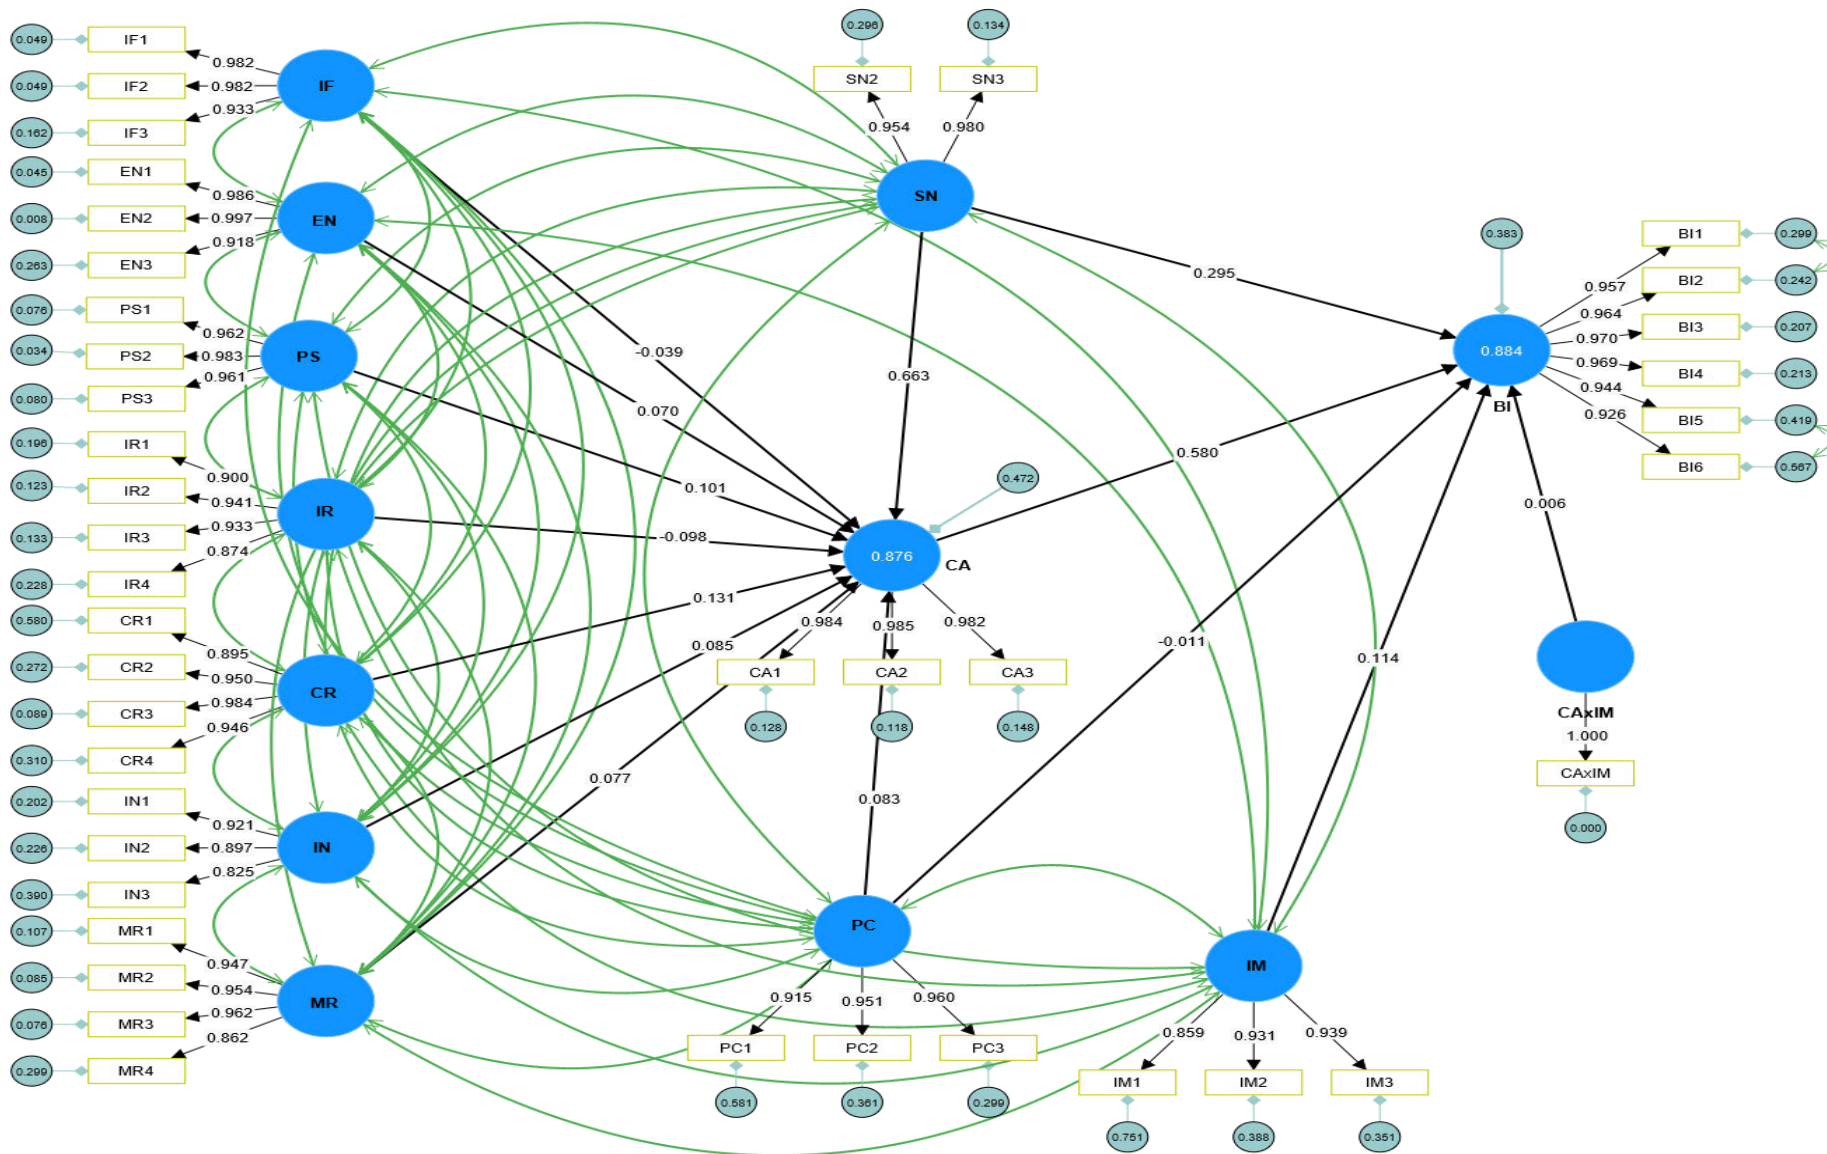 0.049 IF1
0.982
0.049 IF2
0.982
0.933
0.162 IF3
IF
0.045 EN1
0.986
0.008 EN2
0.997
0.918
0.263 EN3
EN
0.076 PS1
0.962
0.034 PS2
0.983
0.961
0.080 PS3
PS
0.196 IR1
0.900
0.123 IR2
0.941
0.933
0.133 IR3
0.874
0.228 IR4
IR
0.580 CR1
0.895
0.272 CR2
0.950
0.984
0.089 CR3
0.946
0.310 CR4
CR
0.202 IN1
0.921
0.226 IN2
0.897
0.825
0.390 IN3
IN
0.107 MR1
0.947
0.085 MR2
0.954
0.962
0.076 MR3
0.862
0.299 MR4
MR
0.296 0.134
SN2 SN3
0.954 0.980
SN
0.295
0.663
-0.039
0.070
0.101
-0.098
0.131
0.085
0.077
0.083
0.580
-0.011
0.114
0.006
0.472
0.876
CA
0.984 0.985 0.982
CA1 CA2 CA3
0.128 0.118 0.148
PC
0.915 0.951 0.960
PC1 PC2 PC3
0.581 0.361 0.299
IM
0.859 0.931 0.939
IM1 IM2 IM3
0.751 0.388 0.351
0.383
0.884
BI
0.957 BI1 0.299
0.964 BI2 0.242
0.970 BI3 0.207
0.969 BI4 0.213
0.944 BI5 0.419
0.926 BI6 0.567
CAxIM
1.000
CAxIM
0.000